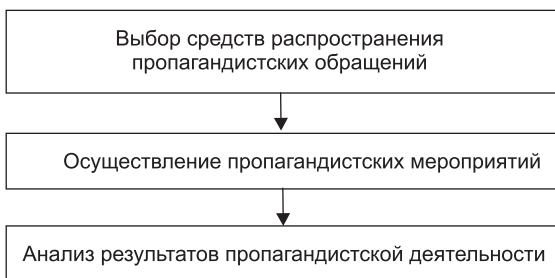 Выбор средств распространения
пропагандистских обращений
Осуществление пропагандистских мероприятий
Анализ результатов пропагандистской деятельности